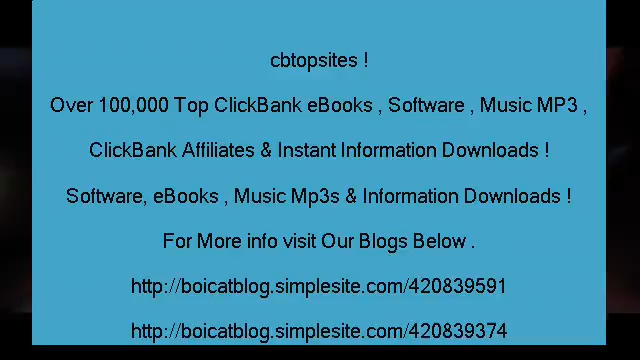 cbtopsites !
Over 100,000 Top ClickBank eBooks , Software , Music MP3 ,
ClickBank Affiliates & Instant Information Downloads !
Software, eBooks , Music Mp3s & Information Downloads !
For More info visit Our Blogs Below .
http://boicatblog.simplesite.com/420839591
http://boicatblog.simplesite.com/420839374